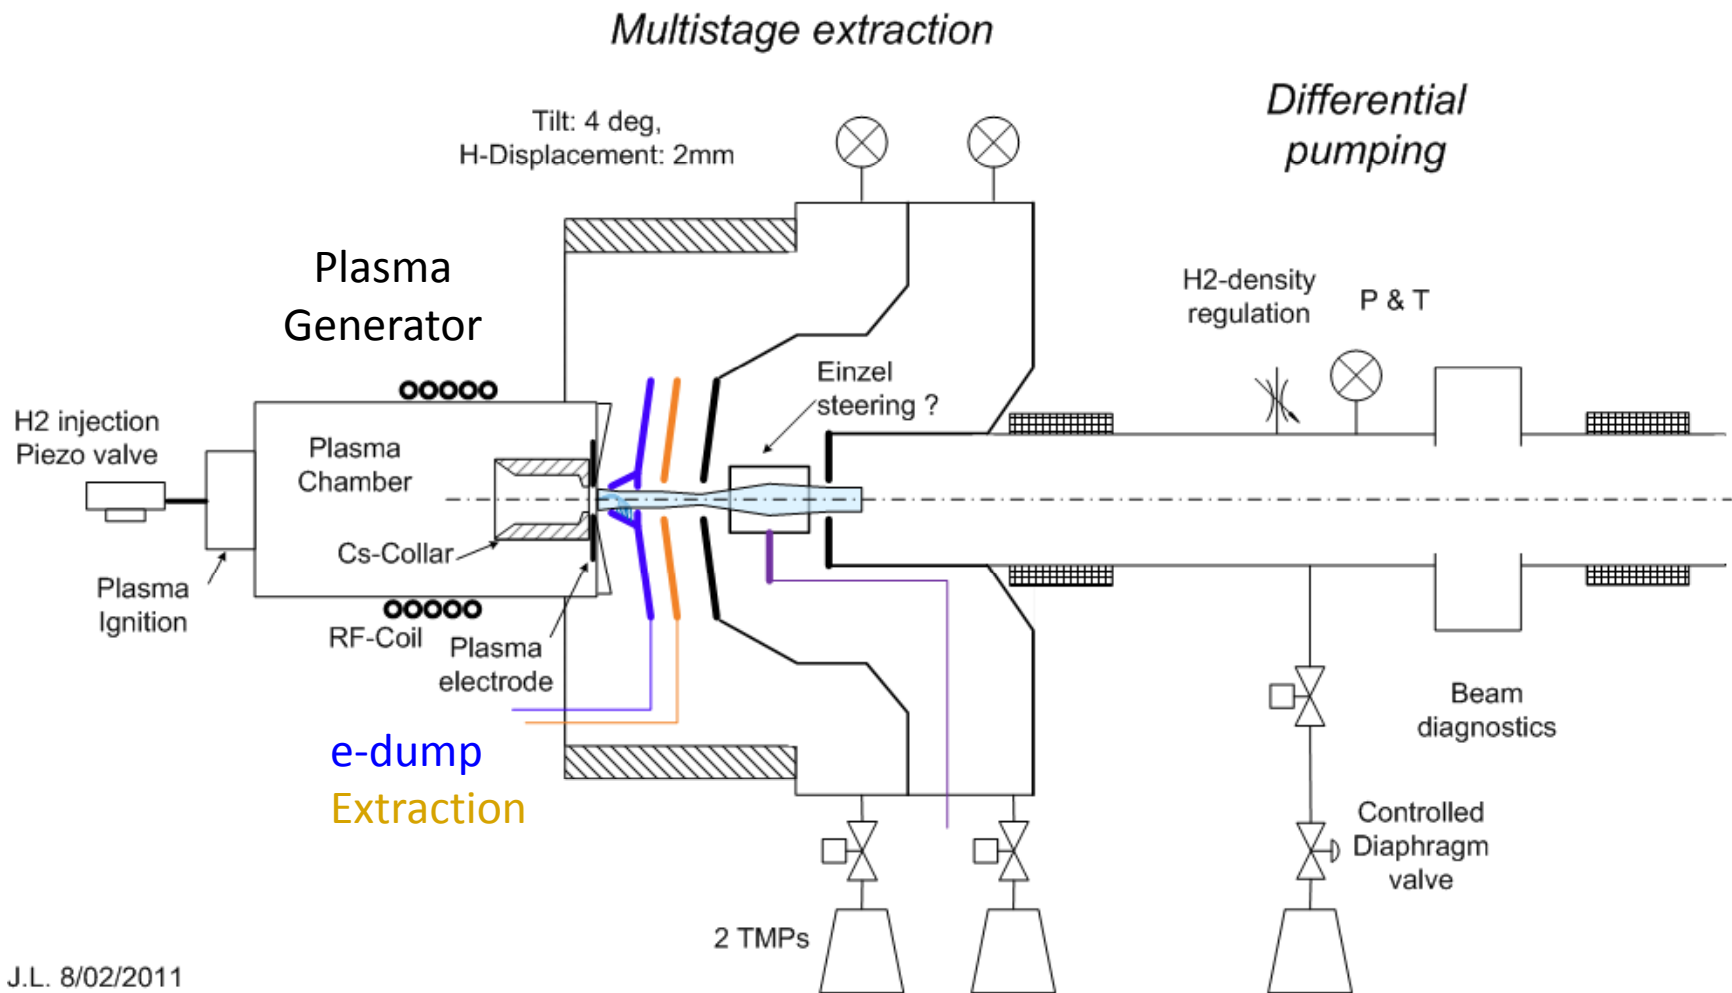 Multistage extraction
Differential
pumping
Tilt: 4 deg,
H-Displacement: 2mm
Plasma
Generator
H2-density
regulation
P & T
Einzel
steering ?
H2 injection
Piezo valve
Plasma
Chamber
Cs-Collar
Plasma
Ignition
RF-Coil
Plasma
electrode
Beam
diagnostics
e-dump
Extraction
Controlled
Diaphragm
valve
2 TMPs
J.L. 8/02/2011